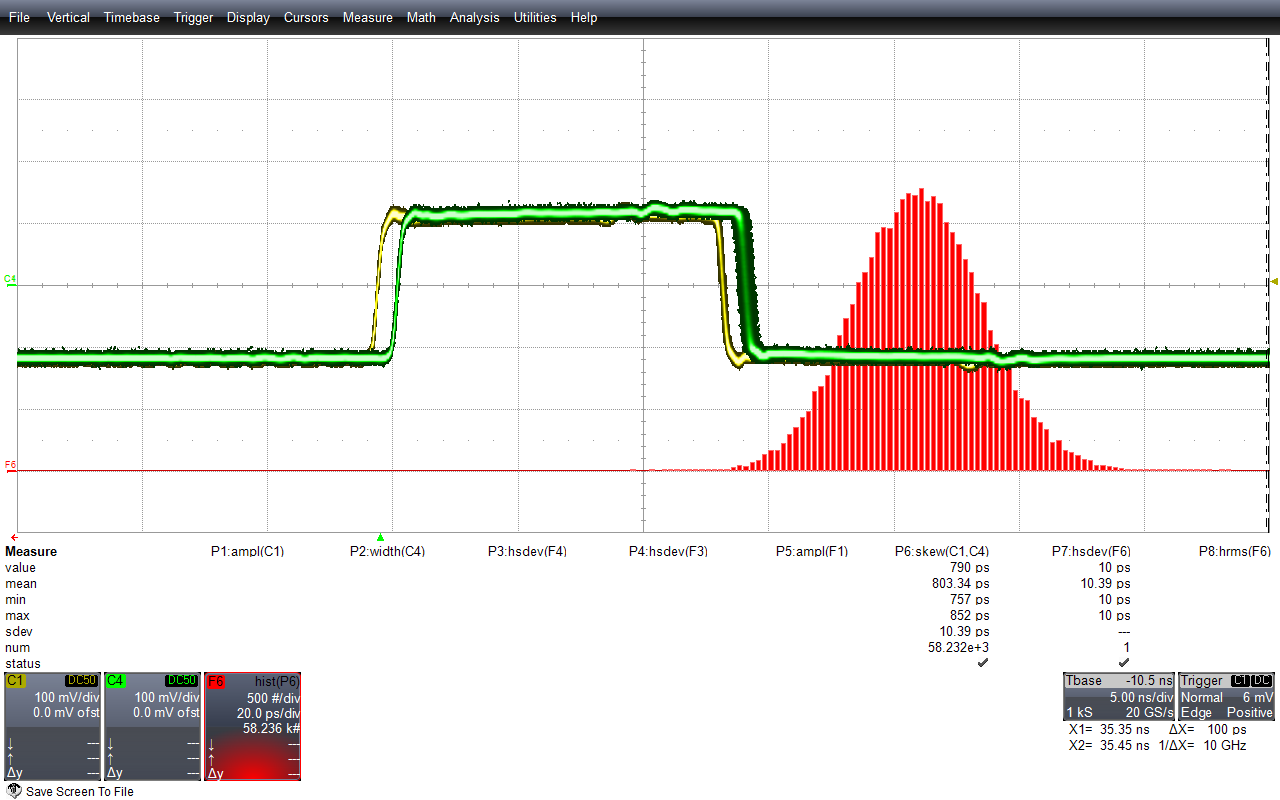 File Vertical Timebase Trigger Display Cursors Measure Math Analysis Utilities Help
C4
F6
Measure P1:ampl(C1) P2:width(C4) P3:hsdev(F4) P4:hsdev(F3) P5:ampl(F1) P6:skew(C1,C4) P7:hsdev(F6) P8:hrms(F6)
value 790 ps 10 ps
mean 803.34 ps 10.39 ps
min 757 ps 10 ps
max 852 ps 10 ps
sdev 10.39 ps ---
num 58.232e+3 1
status
C1 DC50
100 mV/div
0.0 mV ofst
---
---
Δy ---
C4 DC50
100 mV/div
0.0 mV ofst
---
---
Δy ---
F6 hist(P6)
500 #/div
20.0 ps/div
58.236 k#
---
---
Δy ---
Tbase -10.5 ns
5.00 ns/div
1 kS 20 GS/s
Trigger C1 DC
Normal 6 mV
Edge Positive
X1= 35.35 ns ΔX= 100 ps
X2= 35.45 ns 1/ΔX= 10 GHz
Save Screen To File